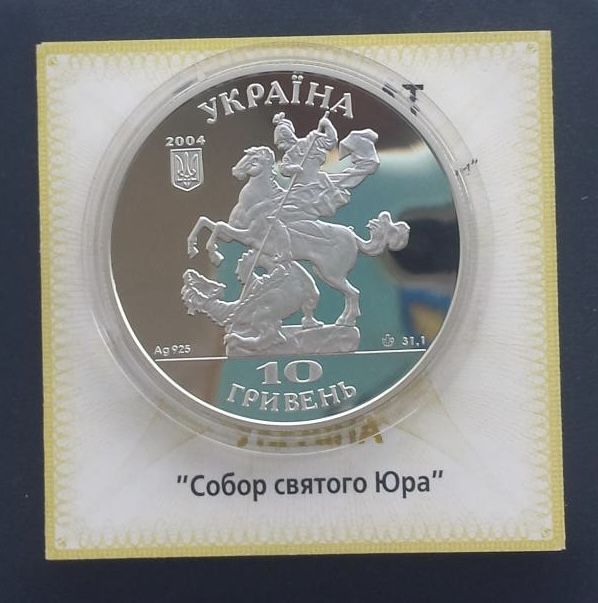 УКРАЇНА
2004
Ag 925
31,1
10
ГРИВЕНЬ
"Собор святого Юра"